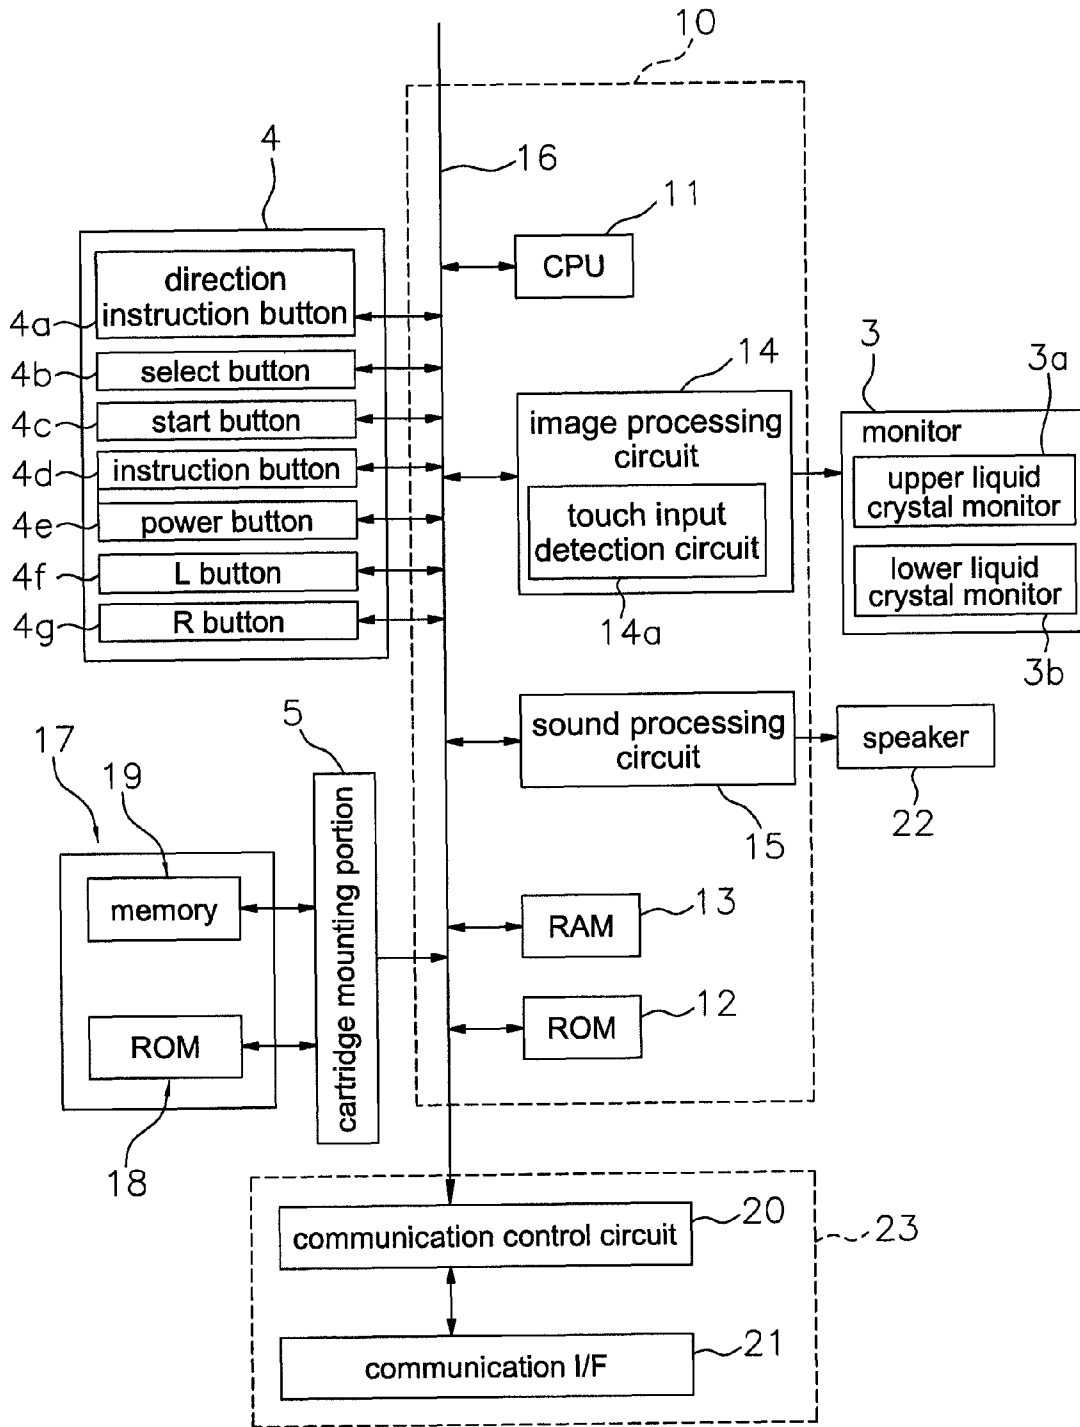 10
4
16
11
CPU
direction
instruction button
4a
select button
4b
start button
4c
instruction button
4d
power button
4e
L button
4f
R button
4g
14
image processing
circuit
touch input
detection circuit
14a
3
3a
monitor
upper liquid
crystal monitor
lower liquid
crystal monitor
3b
sound processing
circuit
15
speaker
22
17
19
memory
ROM
18
5
cartridge mounting portion
RAM
13
ROM
12
communication control circuit
20
23
communication I/F
21